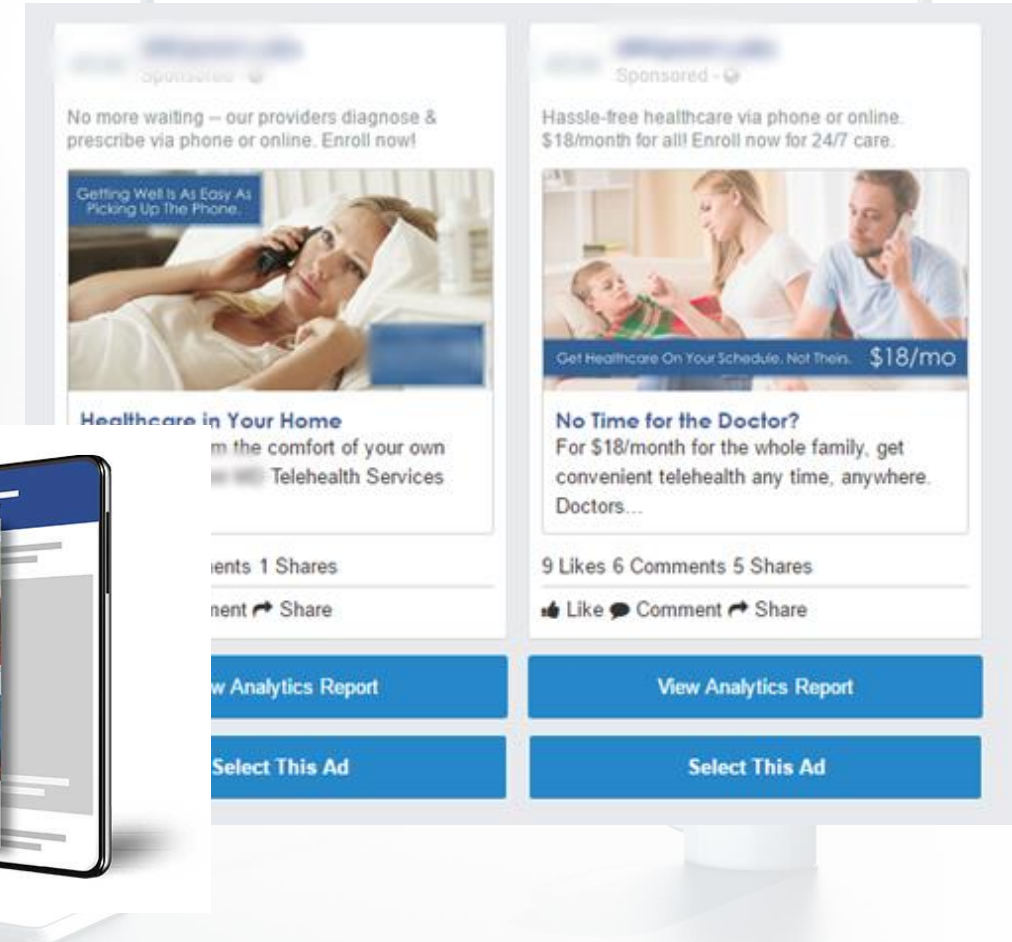 Sponsored -
No more waiting – our providers diagnose &
prescribe via phone or online. Enroll now!
Getting Well Is As Easy As
Picking Up The Phone.
Healthcare in Your Home
the comfort of your own
Telehealth Services
1 Shares
Share
Analytics Report
Select This Ad
Sponsored -
Hassle-free healthcare via phone or online.
$18/month for all! Enroll now for 24/7 care.
Get Healthcare On Your Schedule. Not Their. $18/mo
No Time for the Doctor?
For $18/month for the whole family, get
convenient telehealth any time, anywhere.
Doctors...
9 Likes 6 Comments 5 Shares
Like Comment Share
View Analytics Report
Select This Ad